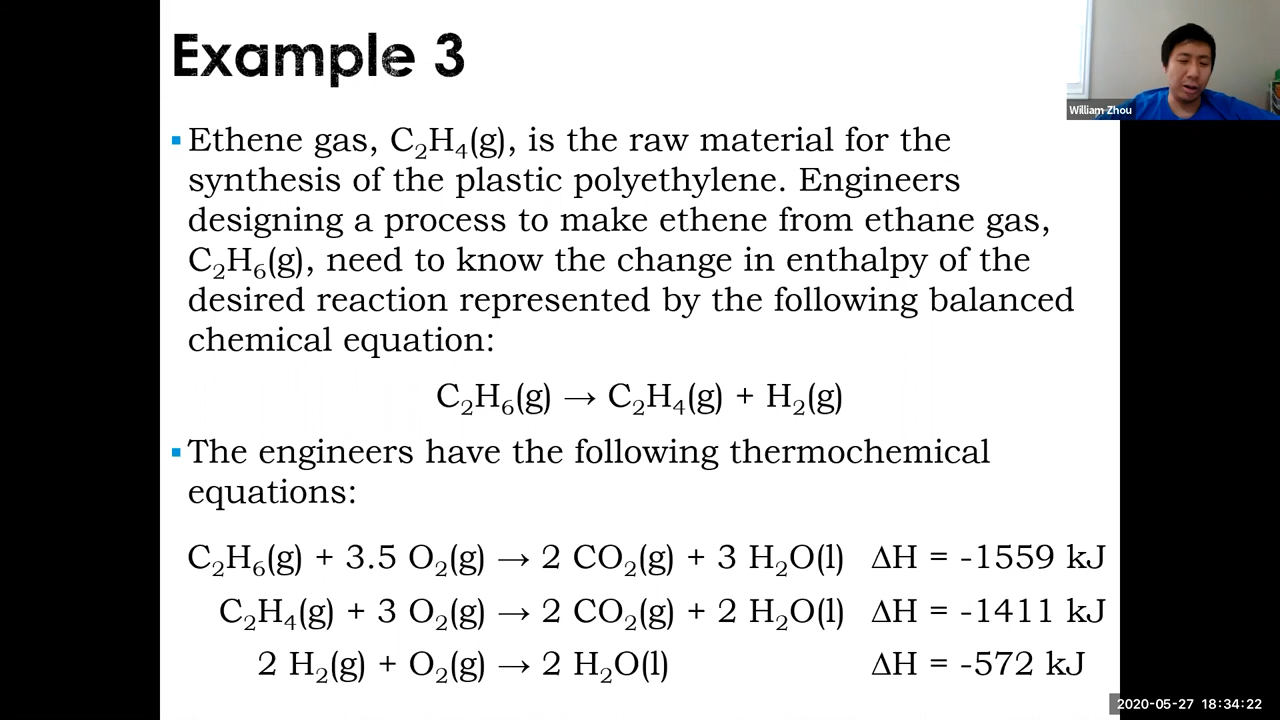 Example 3
William Zhou
▪ Ethene gas, C₂H₄(g), is the raw material for the
synthesis of the plastic polyethylene. Engineers
designing a process to make ethene from ethane gas,
C₂H₆(g), need to know the change in enthalpy of the
desired reaction represented by the following balanced
chemical equation:
C₂H₆(g) → C₂H₄(g) + H₂(g)
▪ The engineers have the following thermochemical
equations:
C₂H₆(g) + 3.5 O₂(g) → 2 CO₂(g) + 3 H₂O(l) ΔH = -1559 kJ
C₂H₄(g) + 3 O₂(g) → 2 CO₂(g) + 2 H₂O(l) ΔH = -1411 kJ
2 H₂(g) + O₂(g) → 2 H₂O(l) ΔH = -572 kJ
2020-05-27 18:34:22